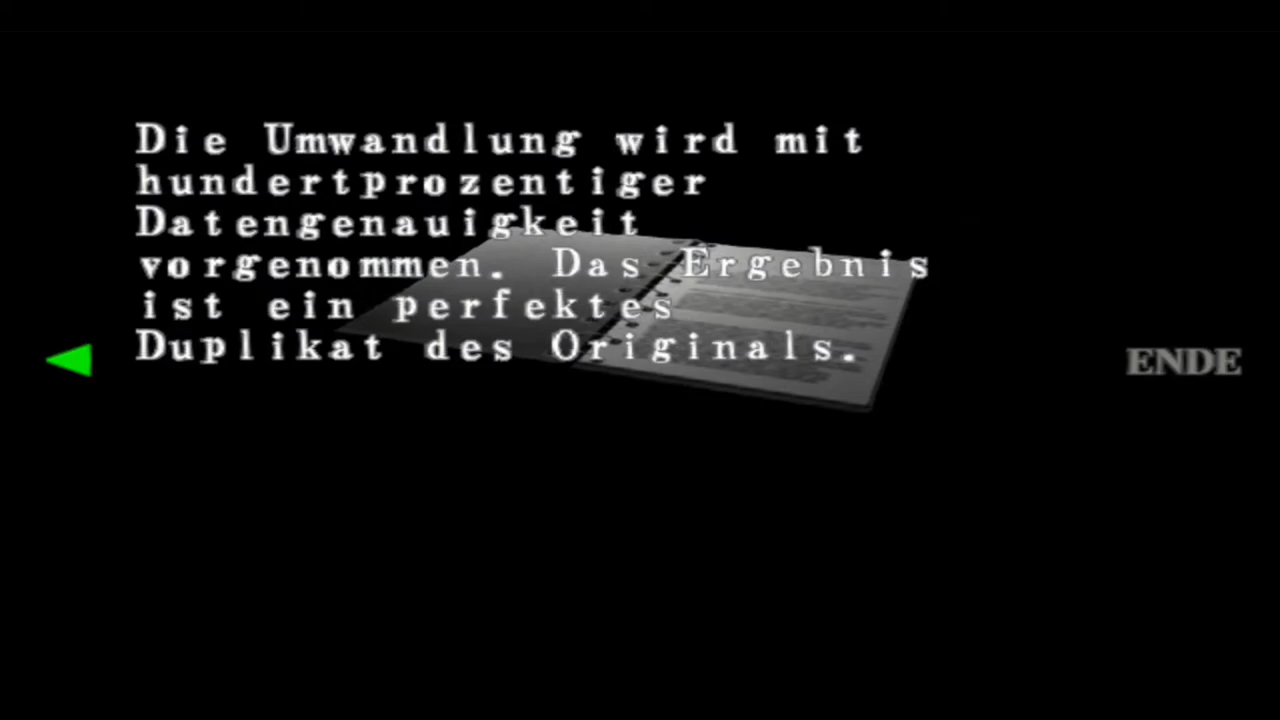 Die Umwandlung wird mit
hundertprozentiger
Datengenauigkeit
vorgenommen. Das Ergebnis
ist ein perfektes
Duplikat des Originals.
ENDE